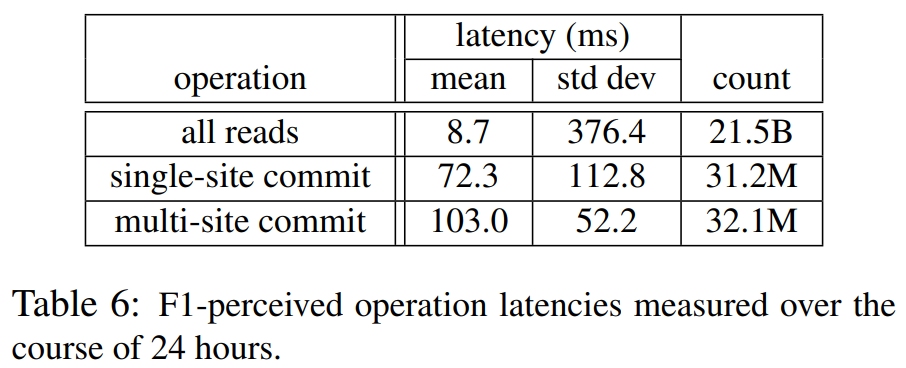 latency (ms)
operation mean std dev count
all reads 8.7 376.4 21.5B
single-site commit 72.3 112.8 31.2M
multi-site commit 103.0 52.2 32.1M
Table 6: F1-perceived operation latencies measured over the
course of 24 hours.